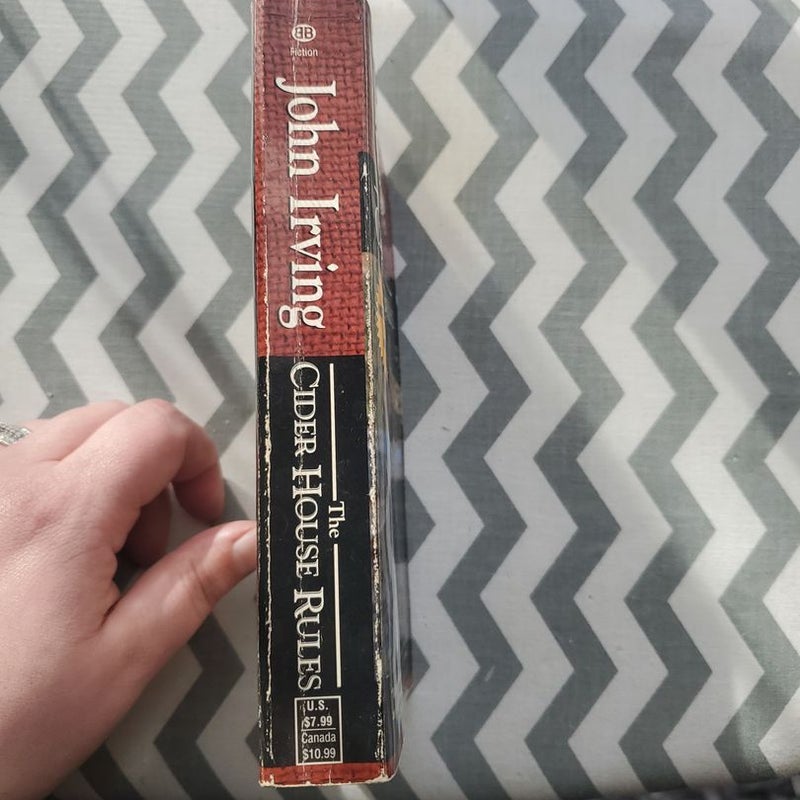 BB
Fiction
John Irving
The
CIDER HOUSE RULES
U.S.
$7.99
Canada
$10.99